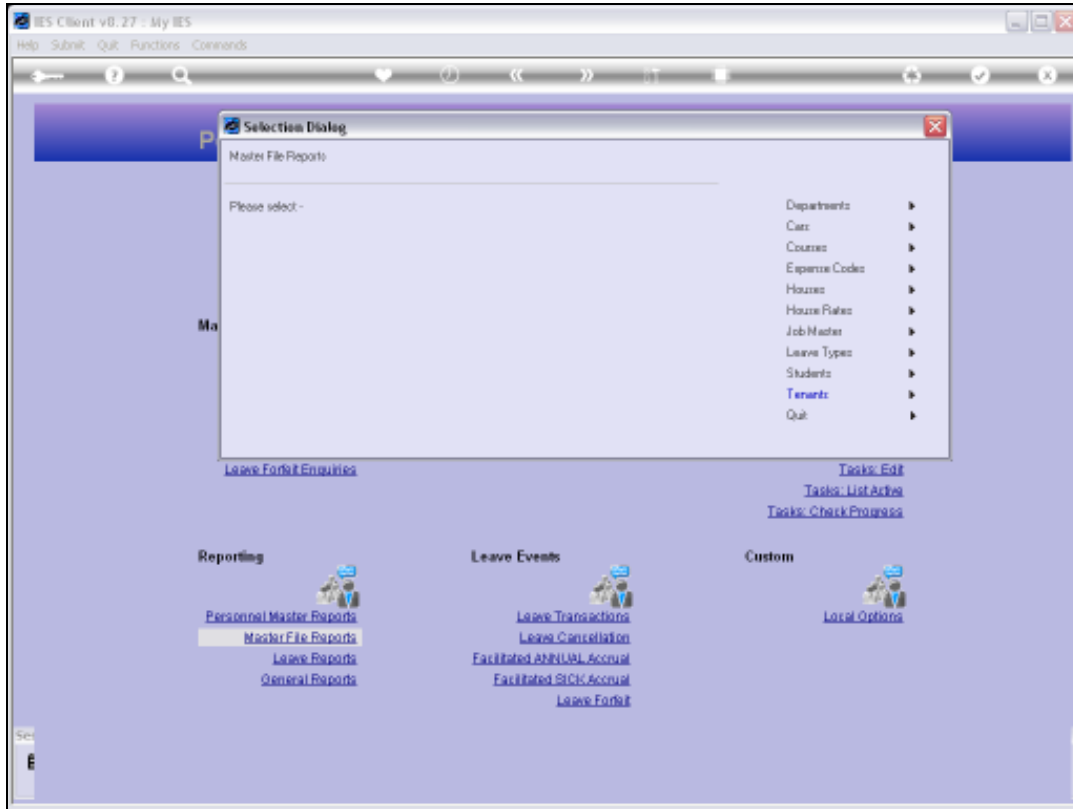 IES Client v8.27 : My IES
Help Submit Quit Functions Commands
Selection Dialog
Master File Reports
Please select -
Departments
Cars
Courses
Expense Codes
Houses
House Rates
Job Master
Leave Types
Students
Tenants
Quit
Ma
Leave Forfeit Enquiries
Tasks: Edit
Tasks: List Active
Tasks: Check Progress
Reporting
Leave Events
Custom
Personnel Master Reports
Master File Reports
Leave Reports
General Reports
Leave Transactions
Leave Cancellation
Facilitated ANNUAL Accrual
Facilitated SICK Accrual
Leave Forfeit
Local Options